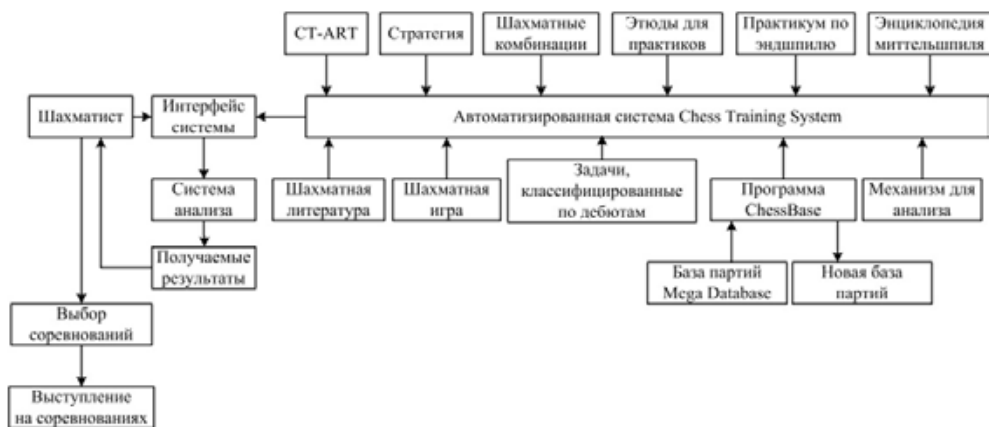 CT-ART
Стратегия
Шахматные
комбинации
Этюды для
практиков
Практикум по
эндшпилю
Энциклопедия
миттельшпиля
Шахматист
Интерфейс
системы
Автоматизированная система Chess Training System
Система
анализа
Шахматная
литература
Шахматная
игра
Задачи,
классифицированные
по дебютам
Программа
ChessBase
Механизм для
анализа
Получаемые
результаты
База партий
Mega Database
Новая база
партий
Выбор
соревнований
Выступление
на соревнованиях